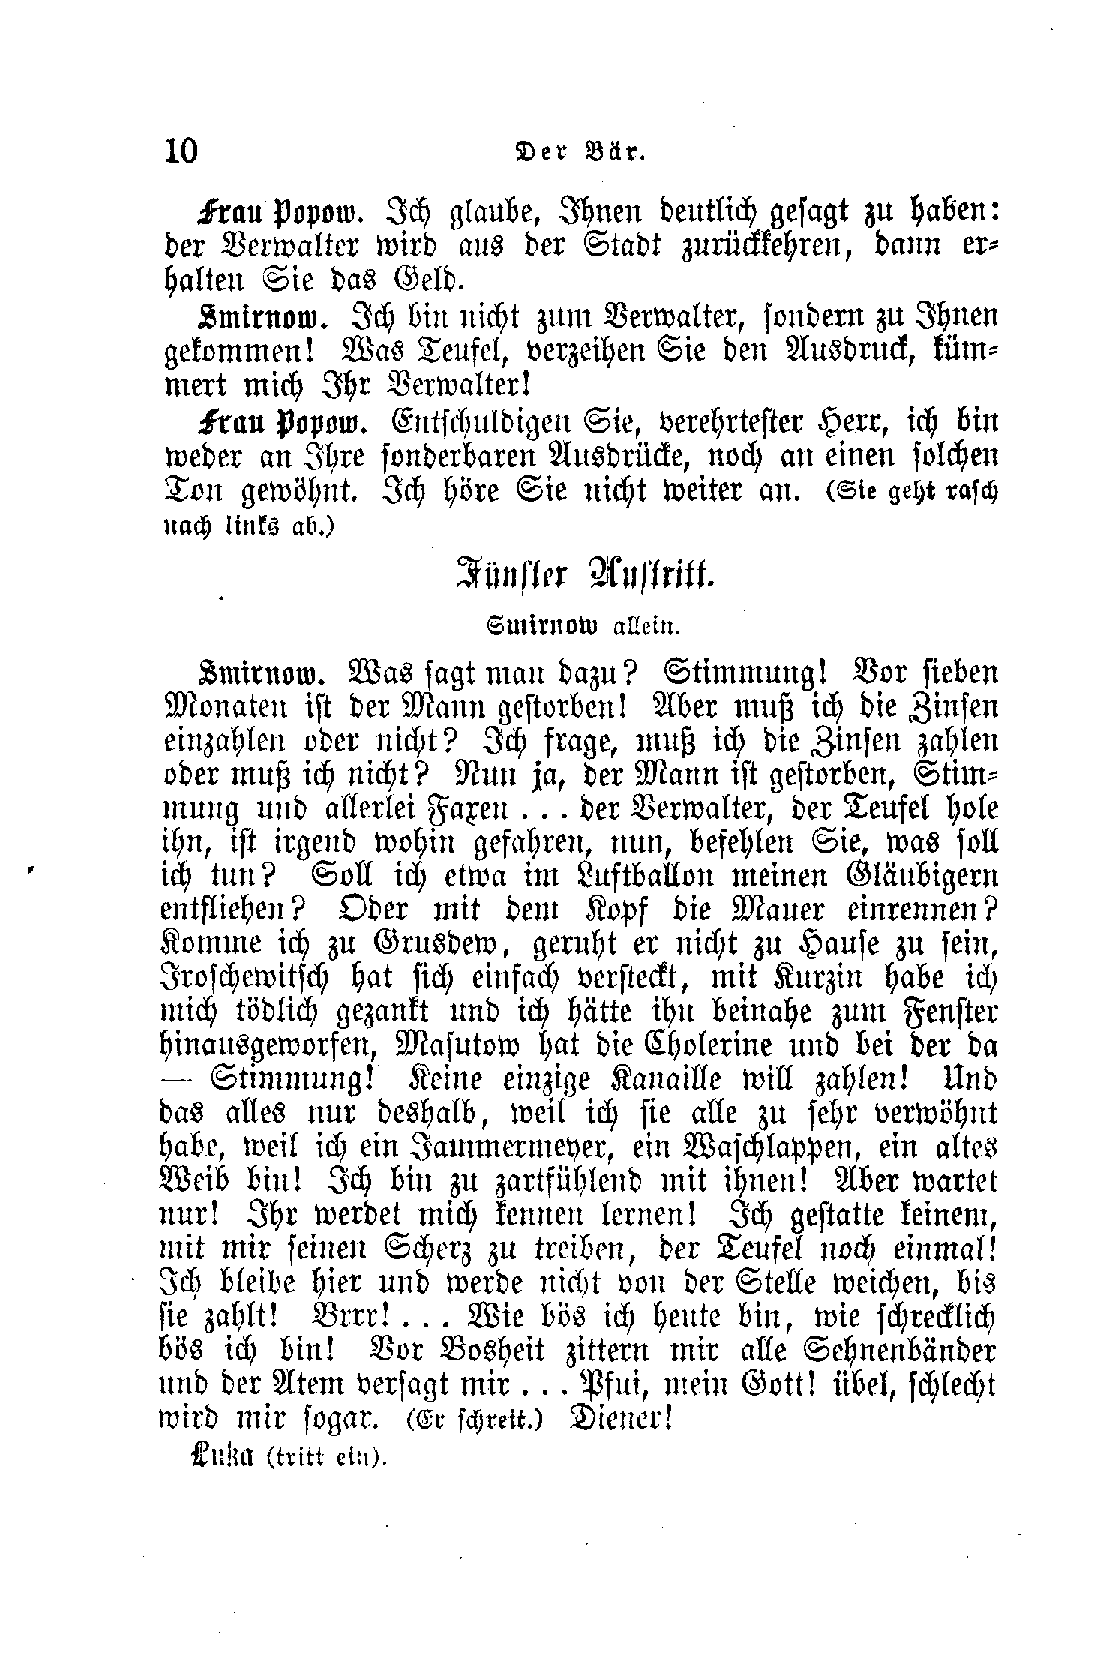 10 Der Bär.
Frau Popow. Ich glaube, Ihnen deutlich gesagt zu haben:
der Verwalter wird aus der Stadt zurückkehren, dann er-
halten Sie das Geld.
Smirnow. Ich bin nicht zum Verwalter, sondern zu Ihnen
gekommen! Was Teufel, verzeihen Sie den Ausdruck, küm-
mert mich Ihr Verwalter!
Frau Popow. Entschuldigen Sie, verehrtester Herr, ich bin
weder an Ihre sonderbaren Ausdrücke, noch an einen solchen
Ton gewöhnt. Ich höre Sie nicht weiter an. (Sie geht rasch
nach links ab.)
Fünfter Auftritt.
Smirnow allein.
Smirnow. Was sagt man dazu? Stimmung! Vor sieben
Monaten ist der Mann gestorben! Aber muß ich die Zinsen
einzahlen oder nicht? Ich frage, muß ich die Zinsen zahlen
oder muß ich nicht? Nun ja, der Mann ist gestorben, Stim-
mung und allerlei Faxen . . . der Verwalter, der Teufel hole
ihn, ist irgend wohin gefahren, nun, befehlen Sie, was soll
ich tun? Soll ich etwa im Luftballon meinen Gläubigern
entfliehen? Oder mit dem Kopf die Mauer einrennen?
Komme ich zu Grusdew, geruht er nicht zu Hause zu sein,
Iroschewitsch hat sich einfach versteckt, mit Kurzin habe ich
mich tödlich gezankt und ich hätte ihn beinahe zum Fenster
hinausgeworfen, Masutow hat die Cholerine und bei der da
— Stimmung! Keine einzige Kanaille will zahlen! Und
das alles nur deshalb, weil ich sie alle zu sehr verwöhnt
habe, weil ich ein Jammermeyer, ein Waschlappen, ein altes
Weib bin! Ich bin zu zartfühlend mit ihnen! Aber wartet
nur! Ihr werdet mich kennen lernen! Ich gestatte keinem,
mit mir seinen Scherz zu treiben, der Teufel noch einmal!
Ich bleibe hier und werde nicht von der Stelle weichen, bis
sie zahlt! Brrr! . . . Wie bös ich heute bin, wie schrecklich
bös ich bin! Vor Bosheit zittern mir alle Sehnenbänder
und der Atem versagt mir . . . Pfui, mein Gott! übel, schlecht
wird mir sogar. (Er schreit.) Diener!
Luka (tritt ein).